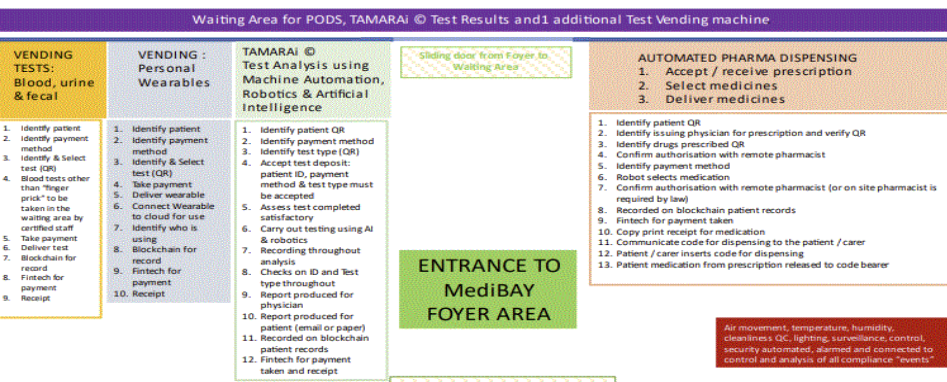 Waiting Area for PODS, TAMARAi © Test Results and1 additional Test Vending machine
VENDING
TESTS:
Blood, urine
& fecal
1. Identify patient
2. Identify payment
method
3. Identify & Select
test (QR)
4. Blood tests other
than "finger
prick" to be
taken in the
waiting area by
certified staff
5. Take payment
6. Deliver test
7. Blockchain for
record
8. Fintech for
payment
9. Receipt
VENDING :
Personal
Wearables
1. Identify patient
2. Identify payment
method
3. Identify & Select
test (QR)
4. Take payment
5. Deliver wearable
6. Connect Wearable
to cloud for use
7. Identify who is
using
8. Blockchain for
record
9. Fintech for
payment
10. Receipt
TAMARAi ©
Test Analysis using
Machine Automation,
Robotics & Artificial
Intelligence
1. Identify patient QR
2. Identify payment method
3. Identify test type (QR)
4. Accept test deposit:
patient ID, payment
method & test type must
be accepted
5. Assess test completed
satisfactory
6. Carry out testing using AI
& robotics
7. Recording throughout
analysis
8. Checks on ID and Test
type throughout
9. Report produced for
physician
10. Report produced for
patient (email or paper)
11. Recorded on blockchain
patient records
12. Fintech for payment
taken and receipt
Sliding door from Foyer to
Waiting Area
ENTRANCE TO
MediBAY
FOYER AREA
AUTOMATED PHARMA DISPENSING
1. Accept / receive prescription
2. Select medicines
3. Deliver medicines
1. Identify patient QR
2. Identify issuing physician for prescription and verify QR
3. Identify drugs prescribed QR
4. Confirm authorisation with remote pharmacist
5. Identify payment method
6. Robot selects medication
7. Confirm authorisation with remote pharmacist (or on site pharmacist is
required by law)
8. Recorded on blockchain patient records
9. Fintech for payment taken
10. Copy print receipt for medication
11. Communicate code for dispensing to the patient / carer
12. Patient / carer inserts code for dispensing
13. Patient medication from prescription released to code bearer
Air movement, temperature, humidity,
cleanliness QC, lighting, surveillance, control,
security automated, alarmed and connected to
control and analysis of all compliance "events"